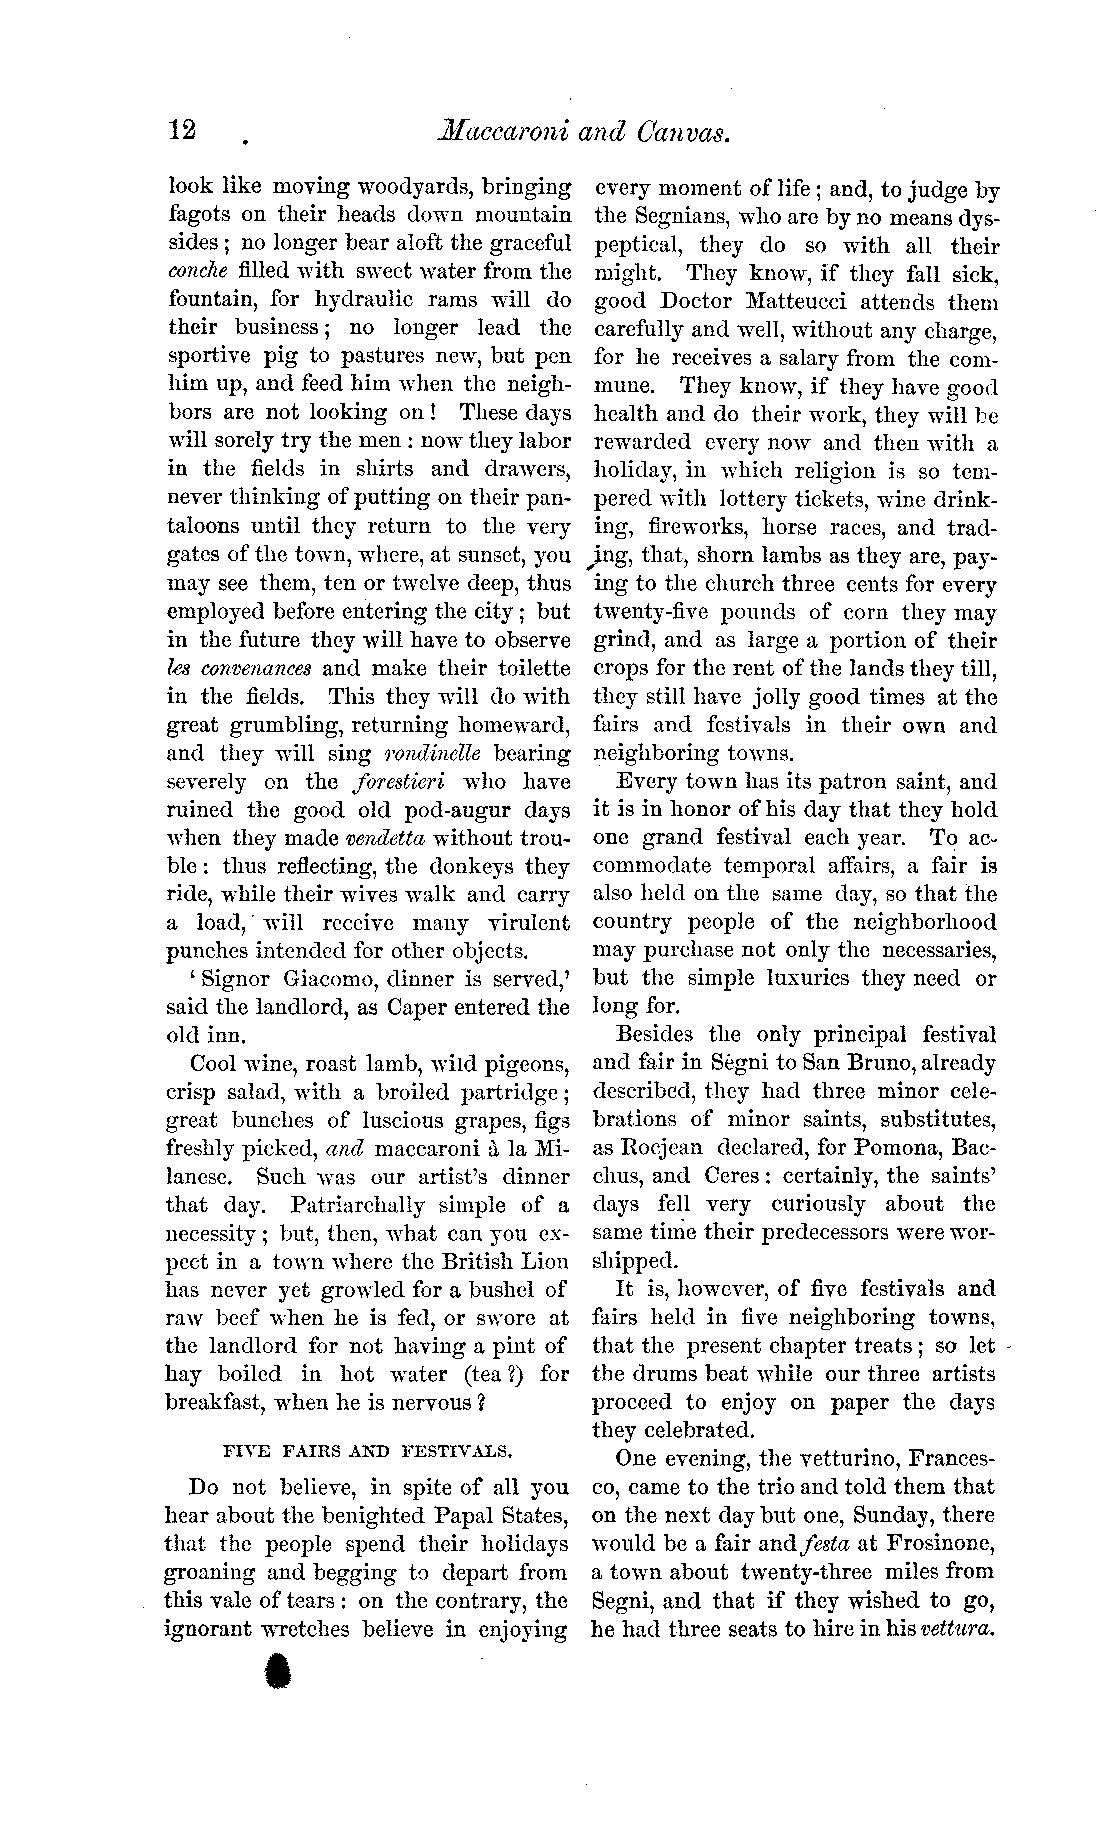 12 Maccaroni and Canvas.
look like moving woodyards, bringing
fagots on their heads down mountain
sides; no longer bear aloft the graceful
conche filled with sweet water from the
fountain, for hydraulic rams will do
their business; no longer lead the
sportive pig to pastures new, but pen
him up, and feed him when the neigh-
bors are not looking on! These days
will sorely try the men: now they labor
in the fields in shirts and drawers,
never thinking of putting on their pan-
taloons until they return to the very
gates of the town, where, at sunset, you
may see them, ten or twelve deep, thus
employed before entering the city; but
in the future they will have to observe
les convenances and make their toilette
in the fields. This they will do with
great grumbling, returning homeward,
and they will sing rondinelle bearing
severely on the forestieri who have
ruined the good old pod-augur days
when they made vendetta without trou-
ble: thus reflecting, the donkeys they
ride, while their wives walk and carry
a load, will receive many virulent
punches intended for other objects.
'Signor Giacomo, dinner is served,'
said the landlord, as Caper entered the
old inn.
Cool wine, roast lamb, wild pigeons,
crisp salad, with a broiled partridge;
great bunches of luscious grapes, figs
freshly picked, and maccaroni à la Mi-
lanese. Such was our artist's dinner
that day. Patriarchally simple of a
necessity; but, then, what can you ex-
pect in a town where the British Lion
has never yet growled for a bushel of
raw beef when he is fed, or swore at
the landlord for not having a pint of
hay boiled in hot water (tea?) for
breakfast, when he is nervous?
FIVE FAIRS AND FESTIVALS.
Do not believe, in spite of all you
hear about the benighted Papal States,
that the people spend their holidays
groaning and begging to depart from
this vale of tears: on the contrary, the
ignorant wretches believe in enjoying
every moment of life; and, to judge by
the Segnians, who are by no means dys-
peptical, they do so with all their
might. They know, if they fall sick,
good Doctor Matteucci attends them
carefully and well, without any charge,
for he receives a salary from the com-
mune. They know, if they have good
health and do their work, they will be
rewarded every now and then with a
holiday, in which religion is so tem-
pered with lottery tickets, wine drink-
ing, fireworks, horse races, and trad-
ing, that, shorn lambs as they are, pay-
ing to the church three cents for every
twenty-five pounds of corn they may
grind, and as large a portion of their
crops for the rent of the lands they till,
they still have jolly good times at the
fairs and festivals in their own and
neighboring towns.
Every town has its patron saint, and
it is in honor of his day that they hold
one grand festival each year. To ac-
commodate temporal affairs, a fair is
also held on the same day, so that the
country people of the neighborhood
may purchase not only the necessaries,
but the simple luxuries they need or
long for.
Besides the only principal festival
and fair in Segni to San Bruno, already
described, they had three minor cele-
brations of minor saints, substitutes,
as Rocjean declared, for Pomona, Bac-
chus, and Ceres: certainly, the saints'
days fell very curiously about the
same time their predecessors were wor-
shipped.
It is, however, of five festivals and
fairs held in five neighboring towns,
that the present chapter treats; so let
the drums beat while our three artists
proceed to enjoy on paper the days
they celebrated.
One evening, the vetturino, Frances-
co, came to the trio and told them that
on the next day but one, Sunday, there
would be a fair and festa at Frosinone,
a town about twenty-three miles from
Segni, and that if they wished to go,
he had three seats to hire in his vettura.